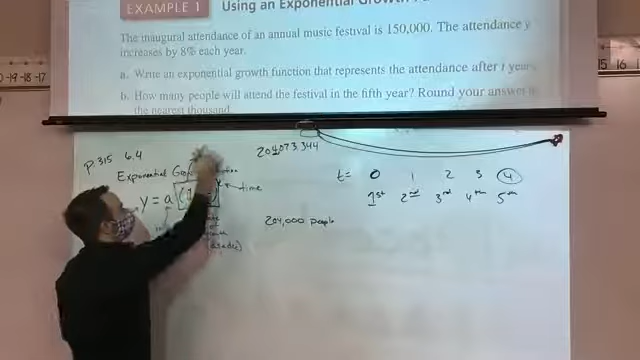 EXAMPLE 1 Using an Exponential Growth
The inaugural attendance of an annual music festival is 150,000. The attendance y
increases by 8% each year.
a. Write an exponential growth function that represents the attendance after t years
b. How many people will attend the festival in the fifth year? Round your answer
the nearest thousand
P.315 6.4
204,073.344
Exponential
y = a (1
time
t = 0 1 2 3 4
1st 2nd 3rd 4th 5th
204,000 people